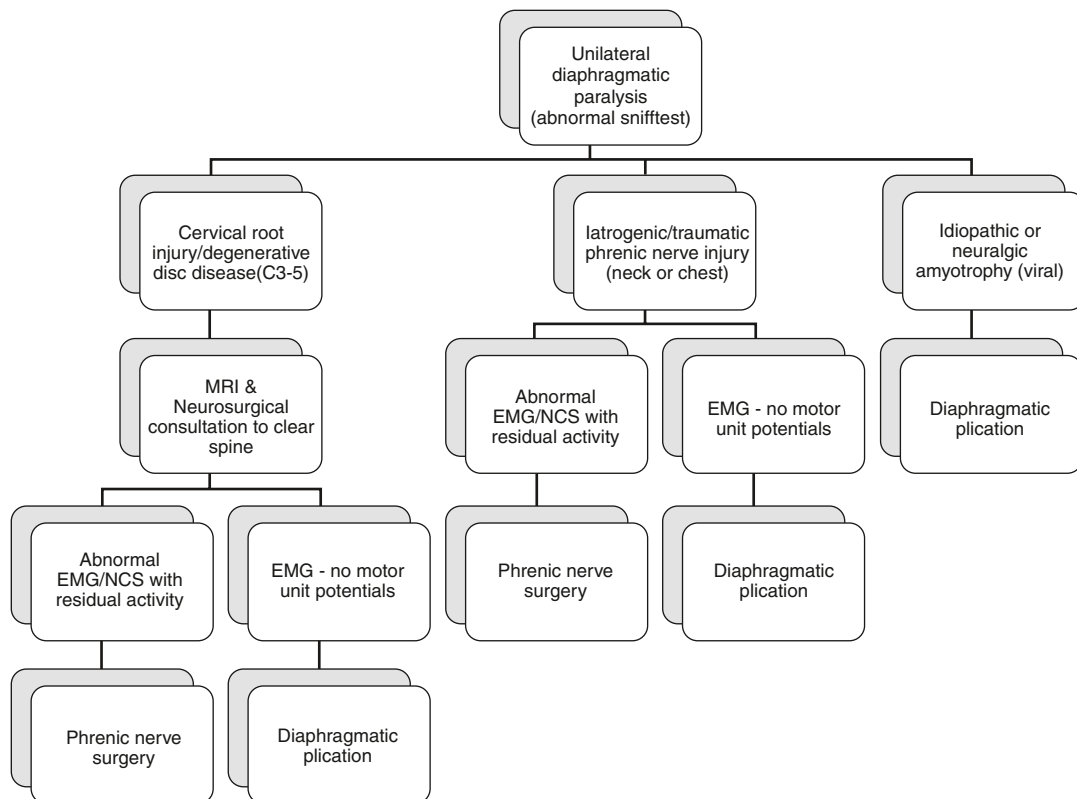 Unilateral
diaphragmatic
paralysis
(abnormal snifftest)
Cervical root
injury/degenerative
disc disease(C3-5)
Iatrogenic/traumatic
phrenic nerve injury
(neck or chest)
Idiopathic or
neuralgic
amyotrophy (viral)
MRI &
Neurosurgical
consultation to clear
spine
Abnormal
EMG/NCS with
residual activity
EMG - no motor
unit potentials
Diaphragmatic
plication
Abnormal
EMG/NCS with
residual activity
EMG - no motor
unit potentials
Phrenic nerve
surgery
Diaphragmatic
plication
Phrenic nerve
surgery
Diaphragmatic
plication